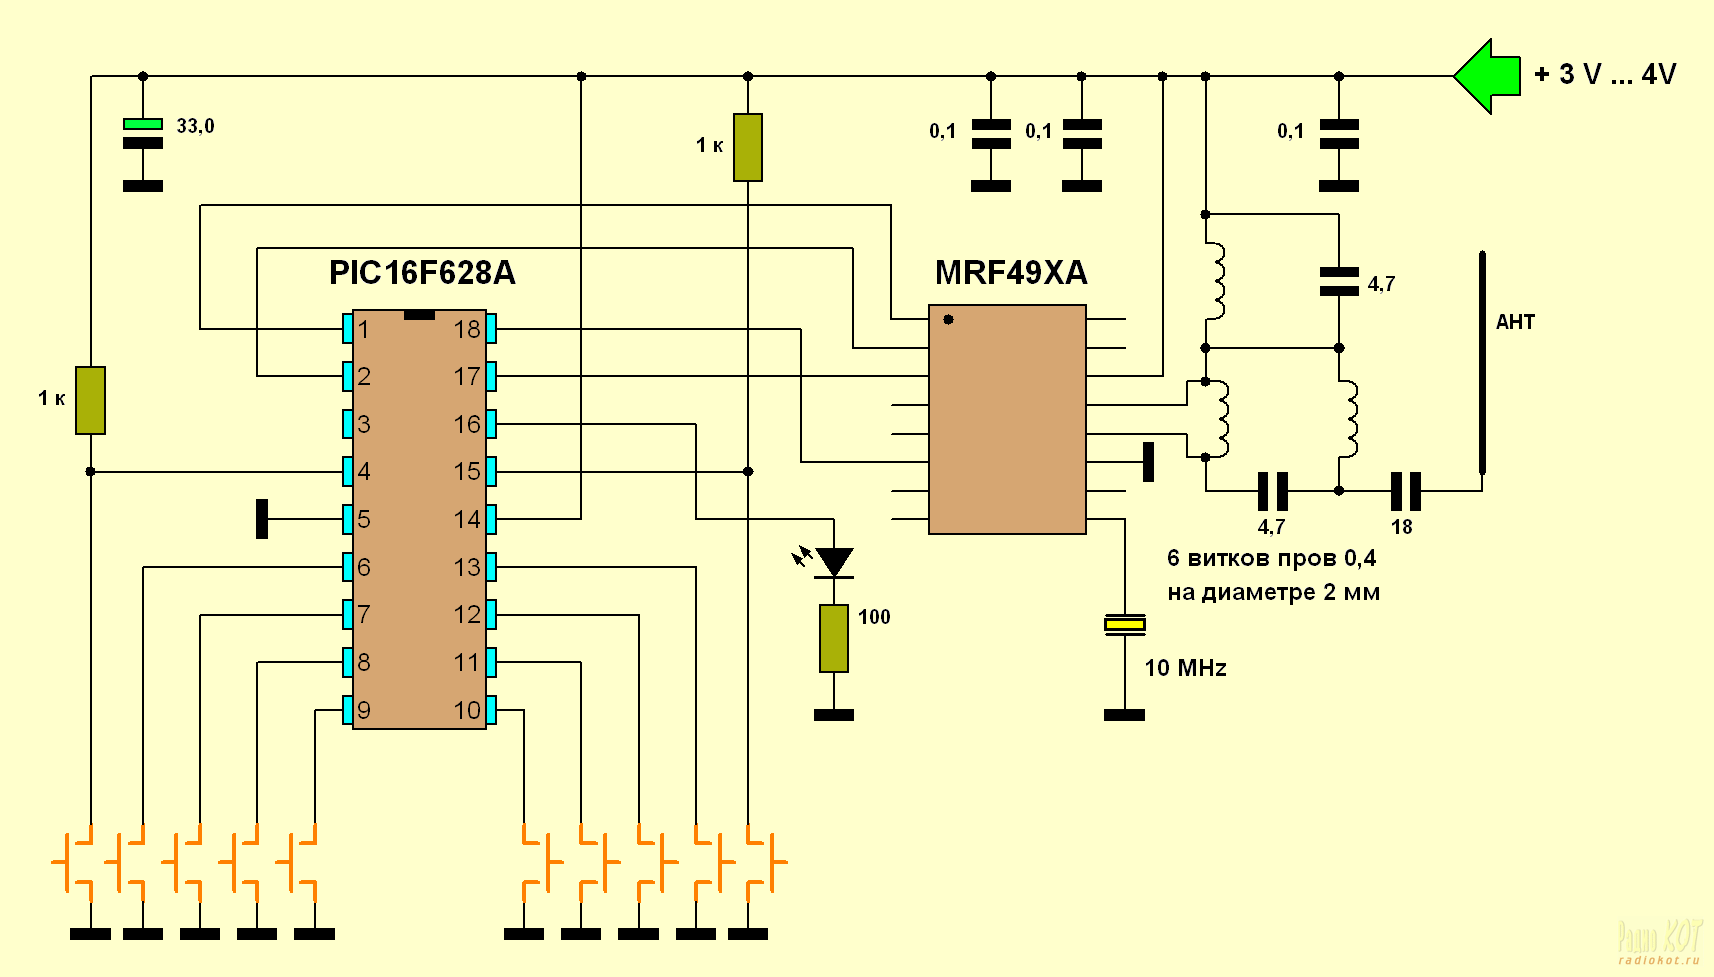 + 3 V ... 4V
33,0
1 к
0,1
0,1
0,1
PIC16F628A
MRF49XA
4,7
АНТ
1 к
1
2
3
4
5
6
7
8
9
18
17
16
15
14
13
12
11
10
4,7
18
6 витков пров 0,4
на диаметре 2 мм
100
10 MHz
Радио КОТ
radiokot.ru